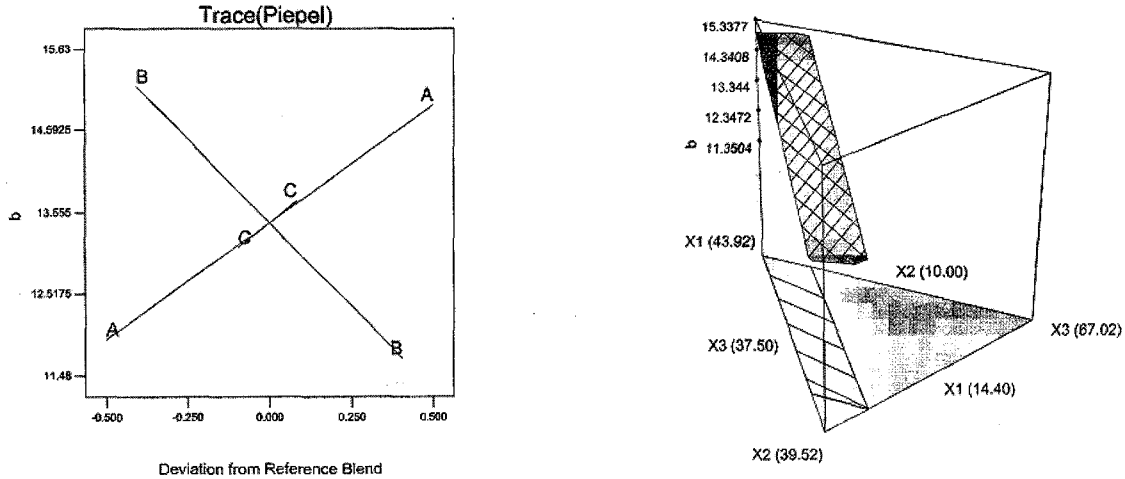 Trace(Piepel)
15.63
14.5925
13.555
12.5175
11.48
b
B
A
C
C
A
B
-0.500
-0.250
0.000
0.250
0.500
Deviation from Reference Blend
15.3377
14.3408
13.344
12.3472
11.3504
b
X1 (43.92)
X2 (10.00)
X3 (67.02)
X3 (37.50)
X1 (14.40)
X2 (39.52)